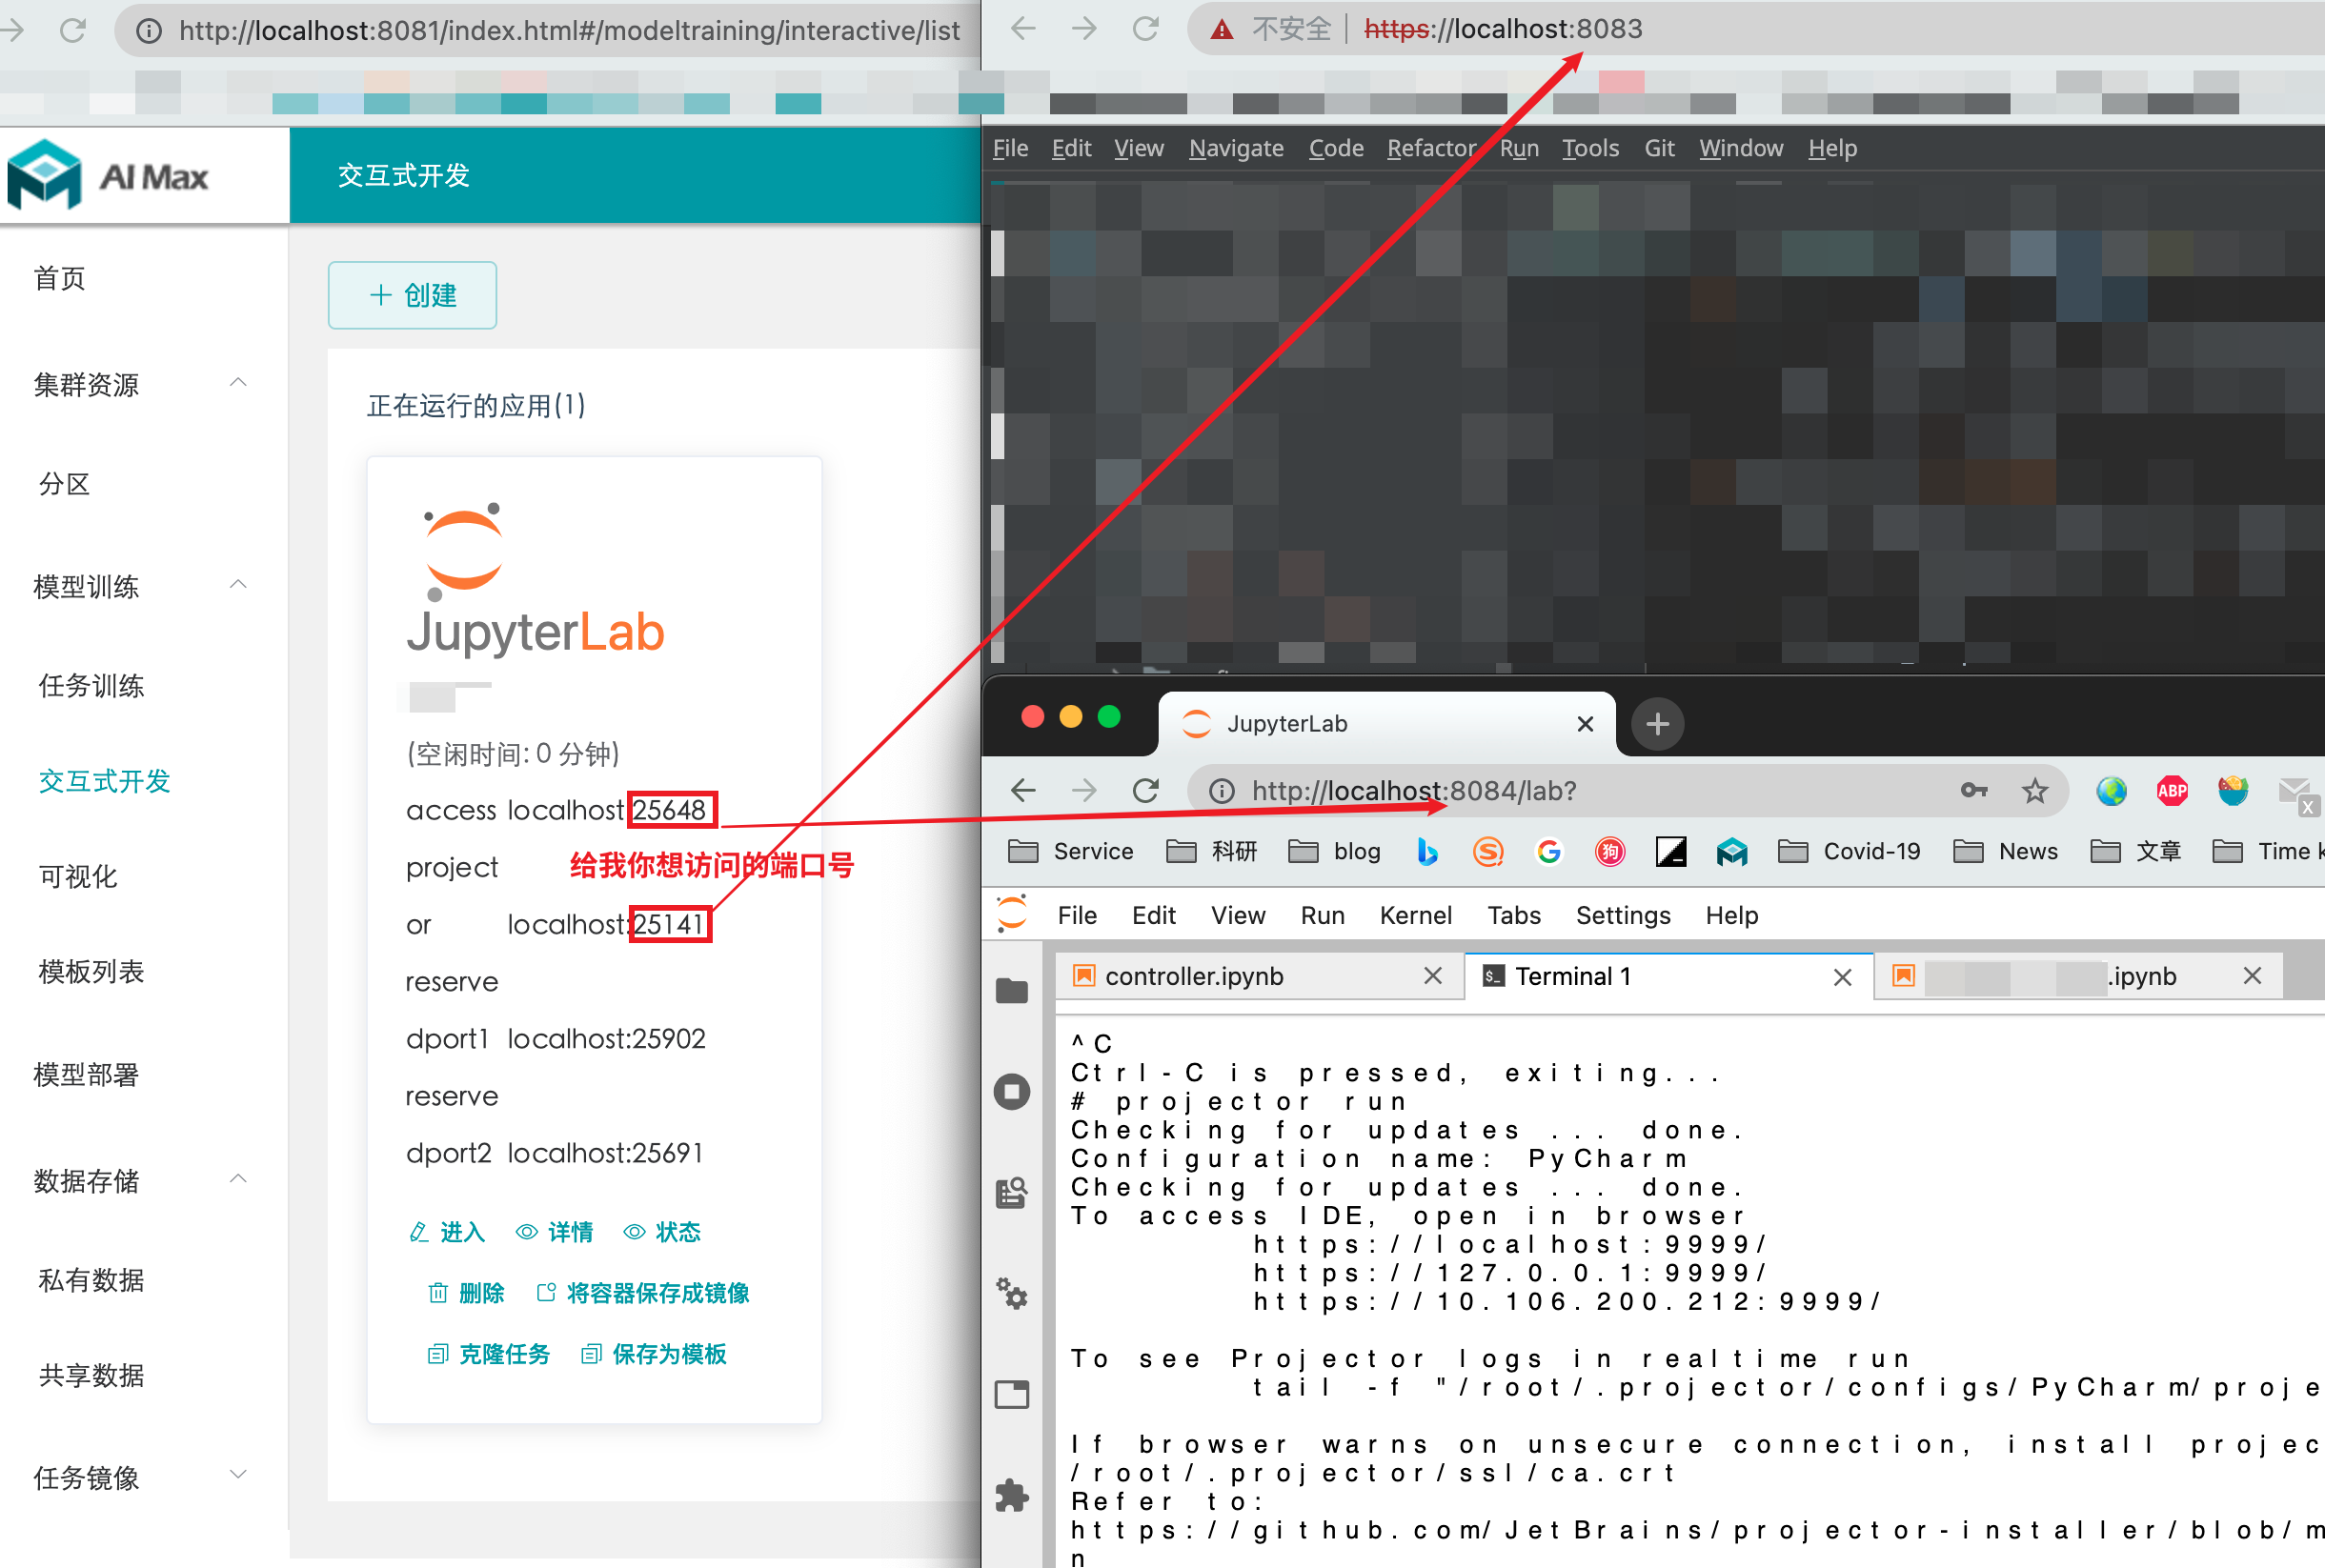 http://localhost:8081/index.html#/modeltraining/interactive/list
AI Max
交互式开发
首页
集群资源
分区
模型训练
任务训练
交互式开发
可视化
模板列表
模型部署
数据存储
私有数据
共享数据
任务镜像
+ 创建
正在运行的应用(1)
JupyterLab
(空闲时间: 0 分钟)
access localhost:25648
project
给我你想访问的端口号
or localhost:25141
reserve
dport1 localhost:25902
reserve
dport2 localhost:25691
进入 详情 状态
删除 将容器保存成镜像
克隆任务 保存为模板
不安全 | https://localhost:8083
File Edit View Navigate Code Refactor Run Tools Git Window Help
JupyterLab
http://localhost:8084/lab?
ABP
x
Service 科研 blog 狗 Covid-19 News 文章 Time
File Edit View Run Kernel Tabs Settings Help
controller.ipynb Terminal 1 .ipynb
^C
Ctrl-C is pressed, exiting...
# projector run
Checking for updates ... done.
Configuration name: PyCharm
Checking for updates ... done.
To access IDE, open in browser
https://localhost:9999/
https://127.0.0.1:9999/
https://10.106.200.212:9999/
To see Projector logs in realtime run
tail -f "/root/.projector/configs/PyCharm/proje
If browser warns on unsecure connection, install projec
/root/.projector/ssl/ca.crt
Refer to:
https://github.com/JetBrains/projector-installer/blob/m
n